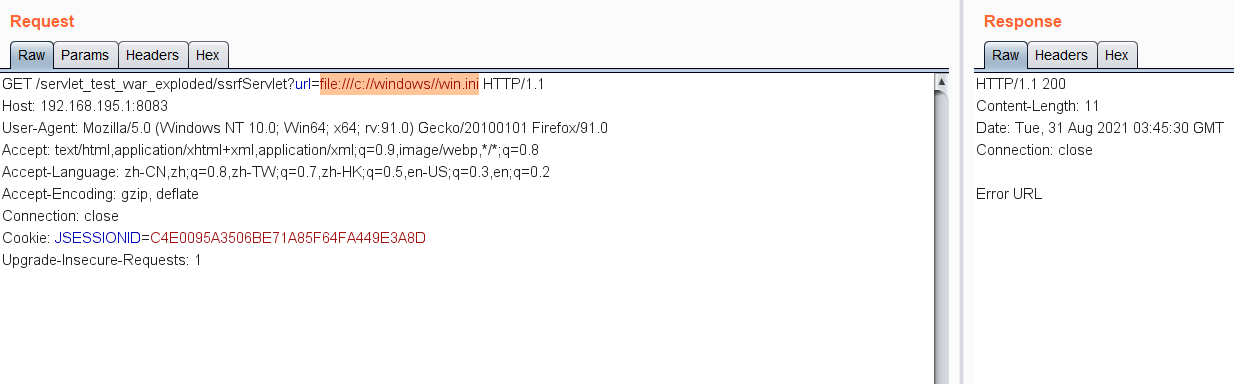 Request
Raw Params Headers Hex
GET /servlet_test_war_exploded/ssrfServlet?url=file:///c://windows//win.ini HTTP/1.1
Host: 192.168.195.1:8083
User-Agent: Mozilla/5.0 (Windows NT 10.0; Win64; x64; rv:91.0) Gecko/20100101 Firefox/91.0
Accept: text/html,application/xhtml+xml,application/xml;q=0.9,image/webp,*/*;q=0.8
Accept-Language: zh-CN,zh;q=0.8,zh-TW;q=0.7,zh-HK;q=0.5,en-US;q=0.3,en;q=0.2
Accept-Encoding: gzip, deflate
Connection: close
Cookie: JSESSIONID=C4E0095A3506BE71A85F64FA449E3A8D
Upgrade-Insecure-Requests: 1
Response
Raw Headers Hex
HTTP/1.1 200
Content-Length: 11
Date: Tue, 31 Aug 2021 03:45:30 GMT
Connection: close
Error URL